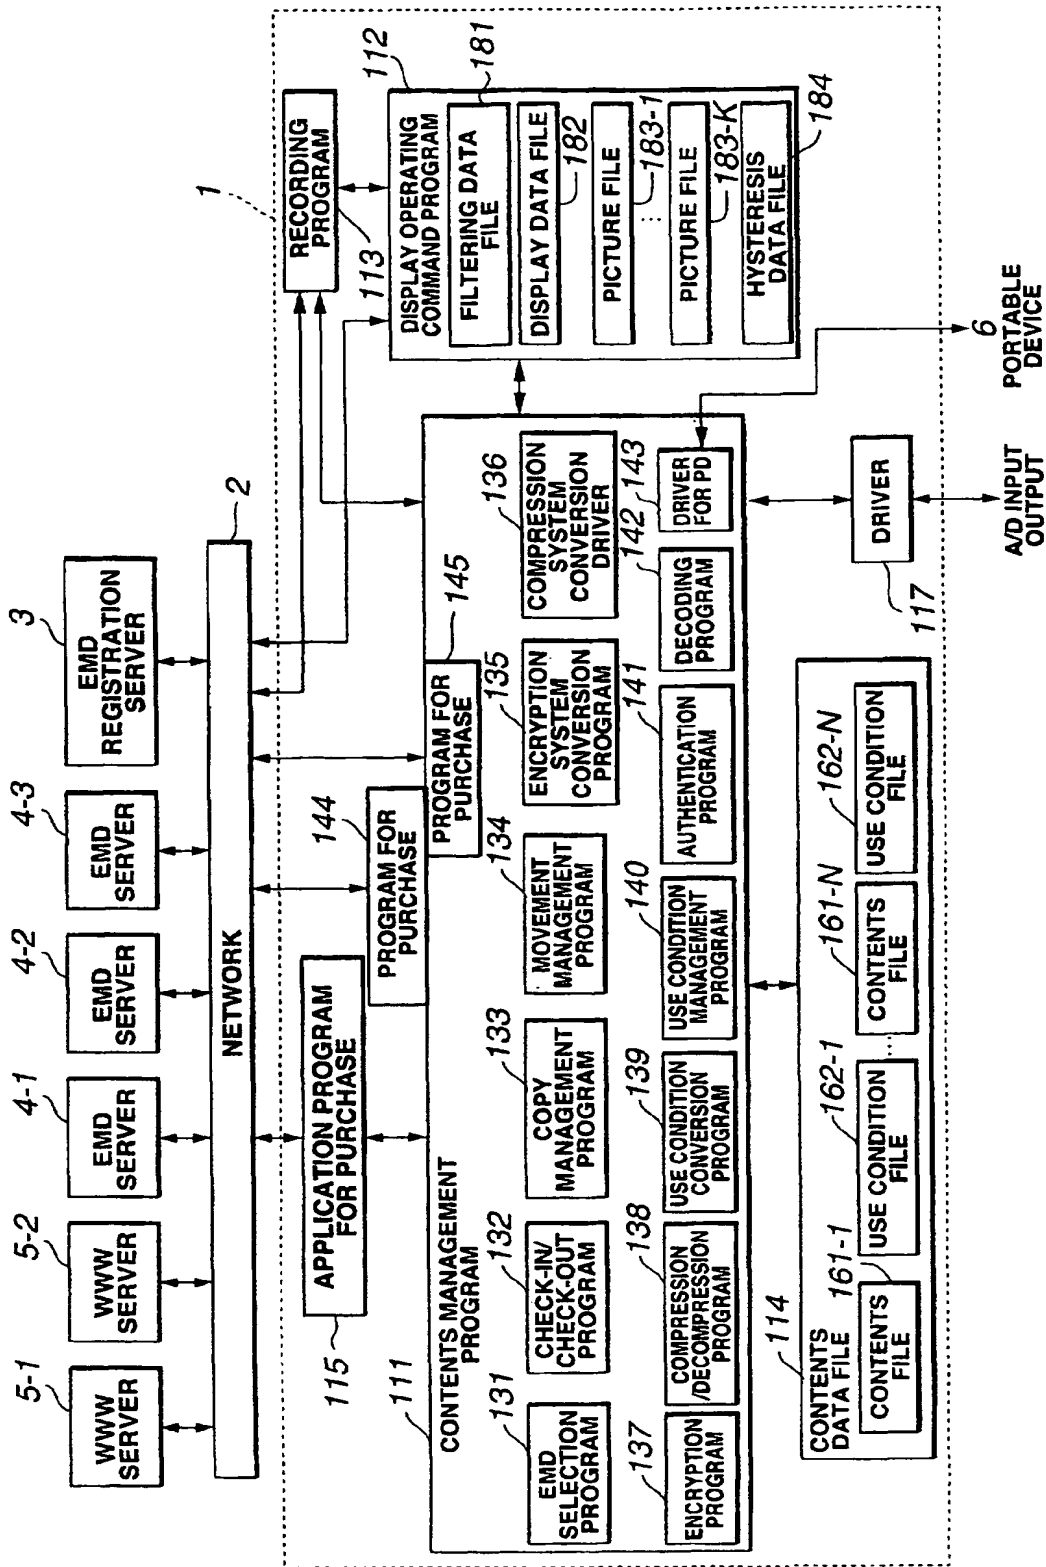 5-1
WWW
SERVER
5-2
WWW
SERVER
4-1
EMD
SERVER
4-2
EMD
SERVER
4-3
EMD
SERVER
3
EMD
REGISTRATION
SERVER
NETWORK
2
1
115
APPLICATION PROGRAM
FOR PURCHASE
144
PROGRAM FOR
PURCHASE
145
PROGRAM FOR
PURCHASE
RECORDING
PROGRAM
113
111
CONTENTS MANAGEMENT
PROGRAM
131
EMD
SELECTION
PROGRAM
132
CHECK-IN/
CHECK-OUT
PROGRAM
133
COPY
MANAGEMENT
PROGRAM
134
MOVEMENT
MANAGEMENT
PROGRAM
135
ENCRYPTION
SYSTEM
CONVERSION
PROGRAM
136
COMPRESSION
SYSTEM
CONVERSION
DRIVER
137
ENCRYPTION
PROGRAM
138
COMPRESSION
/DECOMPRESSION
PROGRAM
139
USE CONDITION
CONVERSION
PROGRAM
140
USE CONDITION
MANAGEMENT
PROGRAM
141
AUTHENTICATION
PROGRAM
142
DECODING
PROGRAM
143
DRIVER
FOR PD
112
DISPLAY OPERATING
COMMAND PROGRAM
181
FILTERING DATA
FILE
DISPLAY DATA FILE
182
PICTURE FILE
183-1
PICTURE FILE
183-K
HYSTERESIS
DATA FILE
184
114
CONTENTS
DATA FILE
161-1
CONTENTS
FILE
162-1
USE CONDITION
FILE
161-N
CONTENTS
FILE
162-N
USE CONDITION
FILE
117
DRIVER
A/D INPUT
OUTPUT
6
PORTABLE
DEVICE